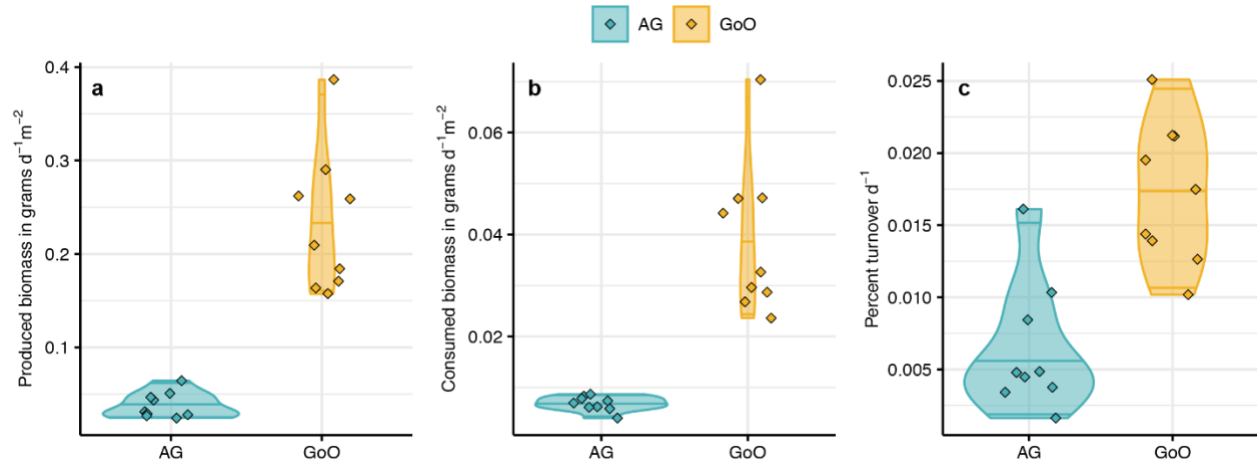 AG GoO
a
Produced biomass in grams d⁻¹m⁻²
0.4
0.3
0.2
0.1
AG GoO
b
Consumed biomass in grams d⁻¹m⁻²
0.06
0.04
0.02
AG GoO
c
Percent turnover d⁻¹
0.025
0.020
0.015
0.010
0.005
AG GoO